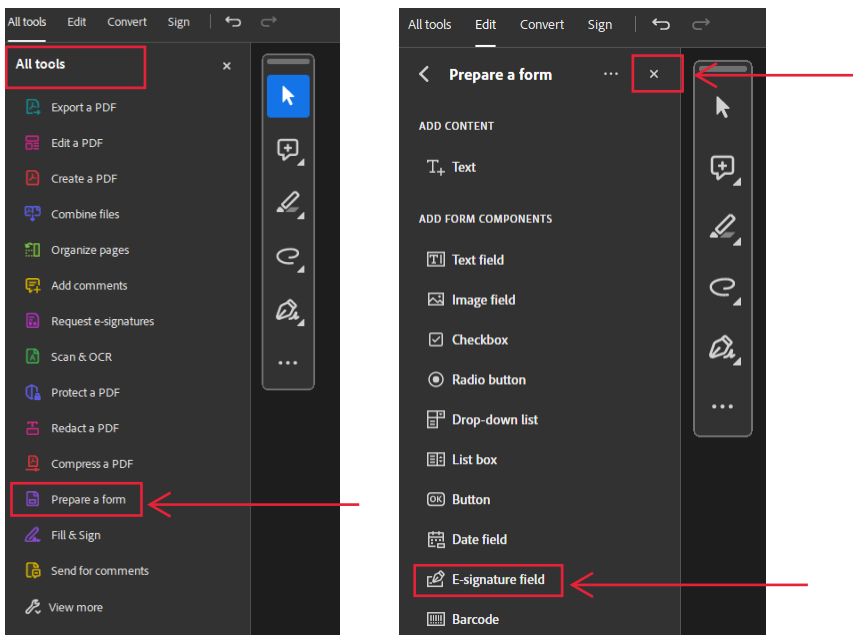 All tools Edit Convert Sign
All tools
Export a PDF
Edit a PDF
Create a PDF
Combine files
Organize pages
Add comments
Request e-signatures
Scan & OCR
Protect a PDF
Redact a PDF
Compress a PDF
Prepare a form
Fill & Sign
Send for comments
View more
All tools Edit Convert Sign
Prepare a form
ADD CONTENT
Text
ADD FORM COMPONENTS
Text field
Image field
Checkbox
Radio button
Drop-down list
List box
OK Button
Date field
E-signature field
Barcode